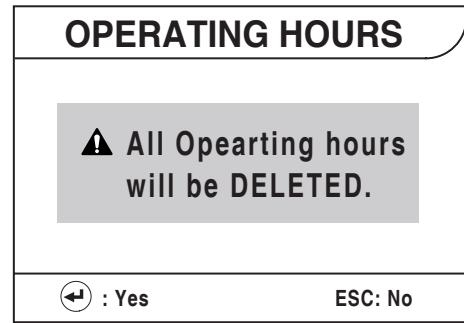 OPERATING HOURS
All Opearting hours
will be DELETED.
: Yes ESC: No